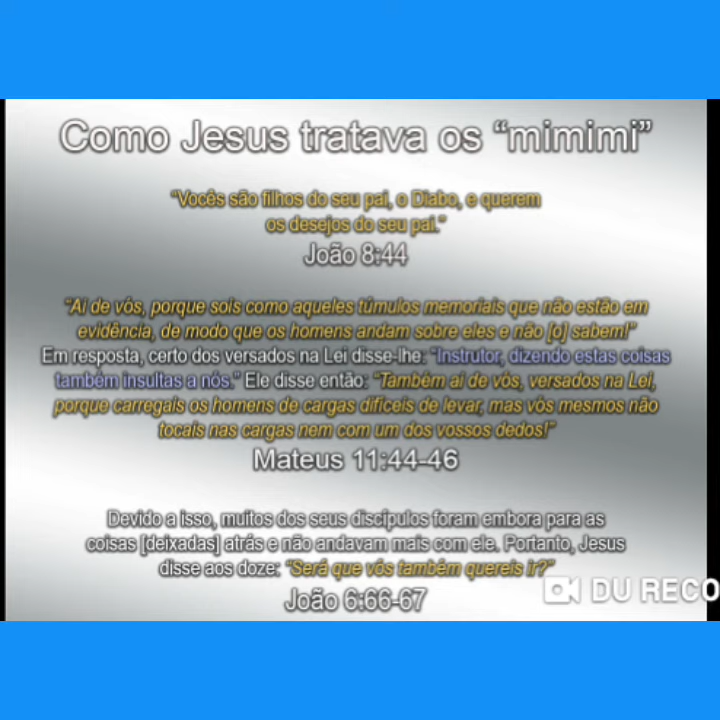 Como Jesus tratava os “mimimi”
“Vocês são filhos do seu pai, o Diabo, e querem
os desejos do seu pai.”
João 8:44
“Ai de vós, porque sois como aqueles túmulos memoriais que não estão em
evidência, de modo que os homens andam sobre eles e não [o] sabem!”
Em resposta, certo dos versados na Lei disse-lhe: “Instrutor, dizendo estas coisas
também insultas a nós.” Ele disse então: “Também ai de vós, versados na Lei,
porque carregais os homens de cargas difíceis de levar, mas vós mesmos não
tocais nas cargas nem com um dos vossos dedos!”
Mateus 11:44-46
Devido a isso, muitos dos seus discípulos foram embora para as
coisas [deixadas] atrás e não andavam mais com ele. Portanto, Jesus
disse aos doze: “Será que vós também quereis ir?”
João 6:66-67
DU RECO